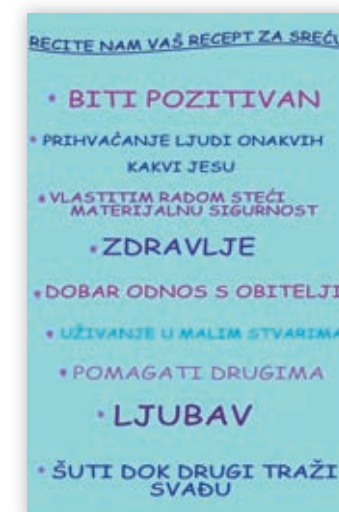 RECITE NAM VAŠ RECEPT ZA SREĆU
• BITI POZITIVAN
• PRIHVAĆANJE LJUDI ONAKVIH
KAKVI JESU
• VLASTITIM RADOM STEĆI
MATERIJALNU SIGURNOST
• ZDRAVLJE
• DOBAR ODNOS S OBITELJI
• UŽIVANJE U MALIM STVARIMA
• POMAGATI DRUGIMA
• LJUBAV
• ŠUTI DOK DRUGI TRAŽI
SVAĐU